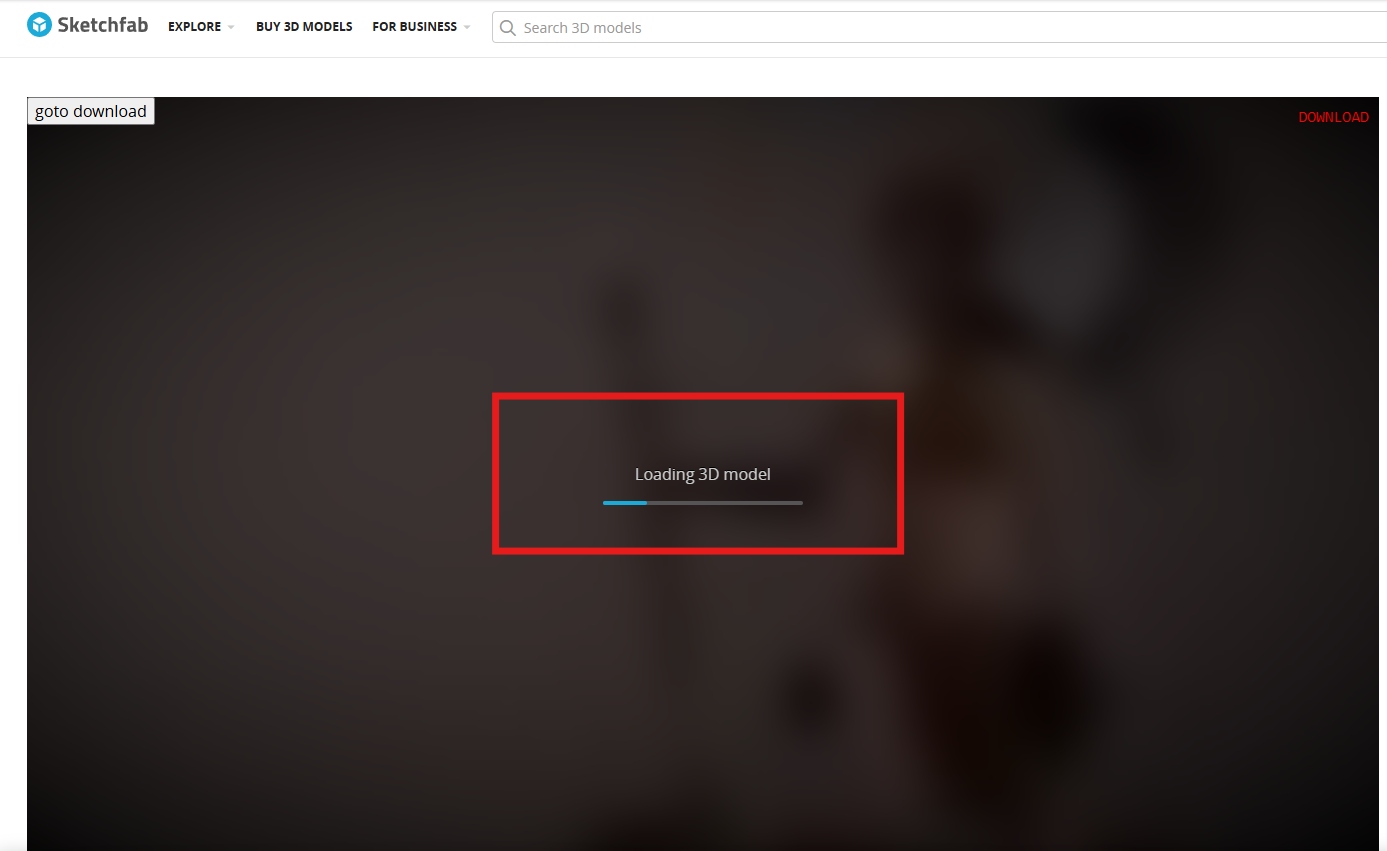 Sketchfab EXPLORE BUY 3D MODELS FOR BUSINESS Search 3D models
goto download DOWNLOAD
Loading 3D model